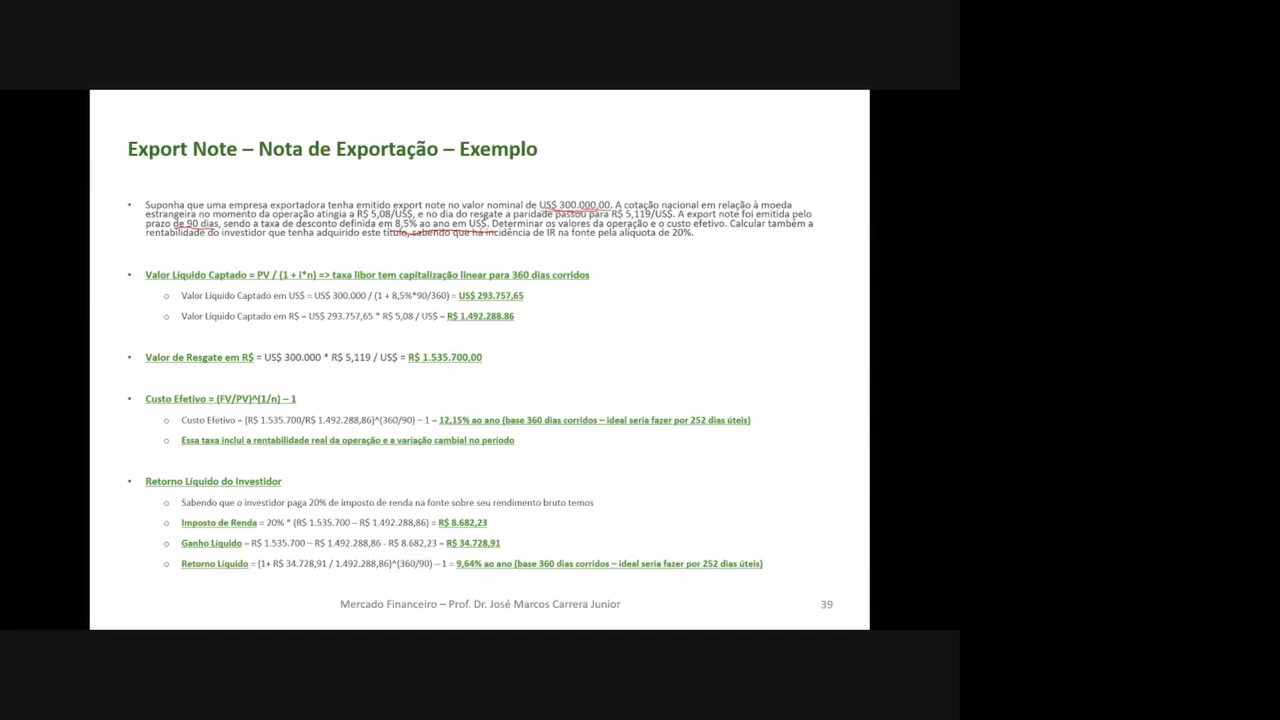 Export Note – Nota de Exportação – Exemplo
• Suponha que uma empresa exportadora tenha emitido export note no valor nominal de US$ 300.000,00. A cotação nacional em relação à moeda
estrangeira no momento da operação atingia a R$ 5,08/US$, e no dia do resgate a paridade passou para R$ 5,119/US$. A export note foi emitida pelo
prazo de 90 dias, sendo a taxa de desconto definida em 8,5% ao ano em US$. Determinar os valores da operação e o custo efetivo. Calcular também a
rentabilidade do investidor que tenha adquirido este título, sabendo que há incidência de IR na fonte pela alíquota de 20%.
• Valor Líquido Captado = PV / (1 + i*n) => taxa libor tem capitalização linear para 360 dias corridos
o Valor Líquido Captado em US$ = US$ 300.000 / (1 + 8,5%*90/360) = US$ 293.757,65
o Valor Líquido Captado em R$ = US$ 293.757,65 * R$ 5,08 / US$ = R$ 1.492.288.86
• Valor de Resgate em R$ = US$ 300.000 * R$ 5,119 / US$ = R$ 1.535.700,00
• Custo Efetivo = (FV/PV)^(1/n) – 1
o Custo Efetivo = (R$ 1.535.700/R$ 1.492.288,86)^(360/90) – 1 = 12,15% ao ano (base 360 dias corridos – ideal seria fazer por 252 dias úteis)
o Essa taxa inclui a rentabilidade real da operação e a variação cambial no período
• Retorno Líquido do Investidor
o Sabendo que o investidor paga 20% de imposto de renda na fonte sobre seu rendimento bruto temos
o Imposto de Renda = 20% * (R$ 1.535.700 – R$ 1.492.288,86) = R$ 8.682,23
o Ganho Líquido = R$ 1.535.700 – R$ 1.492.288,86 - R$ 8.682,23 = R$ 34.728,91
o Retorno Líquido = (1+ R$ 34.728,91 / 1.492.288,86)^(360/90) – 1 = 9,64% ao ano (base 360 dias corridos – ideal seria fazer por 252 dias úteis)
Mercado Financeiro – Prof. Dr. José Marcos Carrera Junior
39